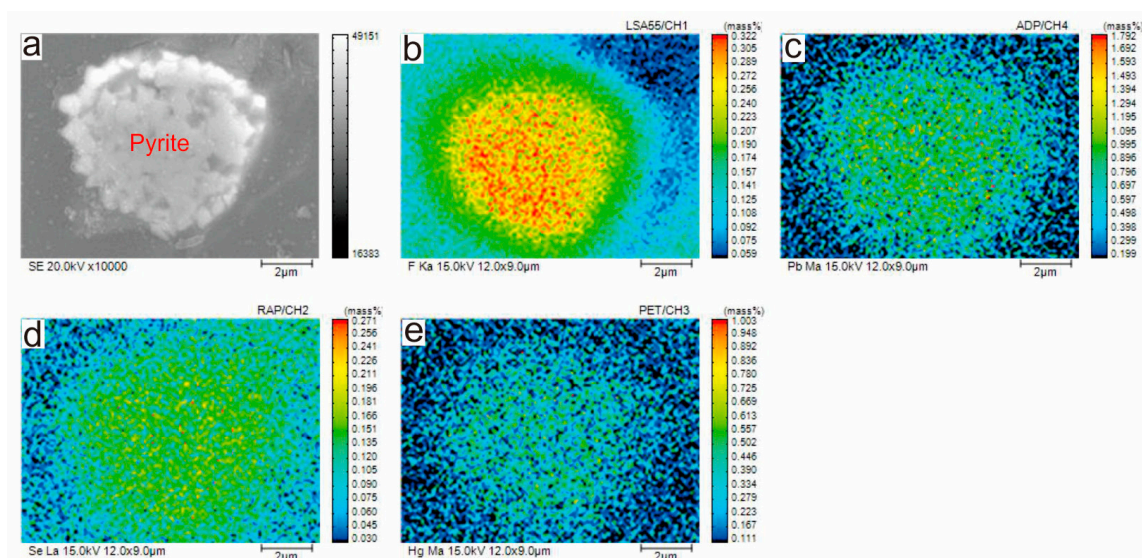 a
Pyrite
49151
16383
SE 20.0kV x10000
2μm
b
LSA55/CH1
(mass%)
0.322
0.305
0.289
0.273
0.256
0.240
0.223
0.207
0.190
0.174
0.157
0.141
0.125
0.108
0.092
0.075
0.059
F Ka 15.0kV 12.0x9.0μm
2μm
c
ADP/CH4
(mass%)
1.792
1.692
1.593
1.494
1.394
1.294
1.194
1.095
0.995
0.896
0.796
0.697
0.597
0.498
0.398
0.299
0.199
Pb Ma 15.0kV 12.0x9.0μm
2μm
d
RAP/CH2
(mass%)
0.271
0.256
0.241
0.226
0.211
0.196
0.181
0.166
0.151
0.135
0.120
0.105
0.090
0.075
0.060
0.045
0.030
Se La 15.0kV 12.0x9.0μm
2μm
e
PET/CH3
(mass%)
1.003
0.948
0.892
0.836
0.780
0.725
0.669
0.613
0.557
0.502
0.446
0.390
0.334
0.279
0.223
0.167
0.111
Hg Ma 15.0kV 12.0x9.0μm
2μm